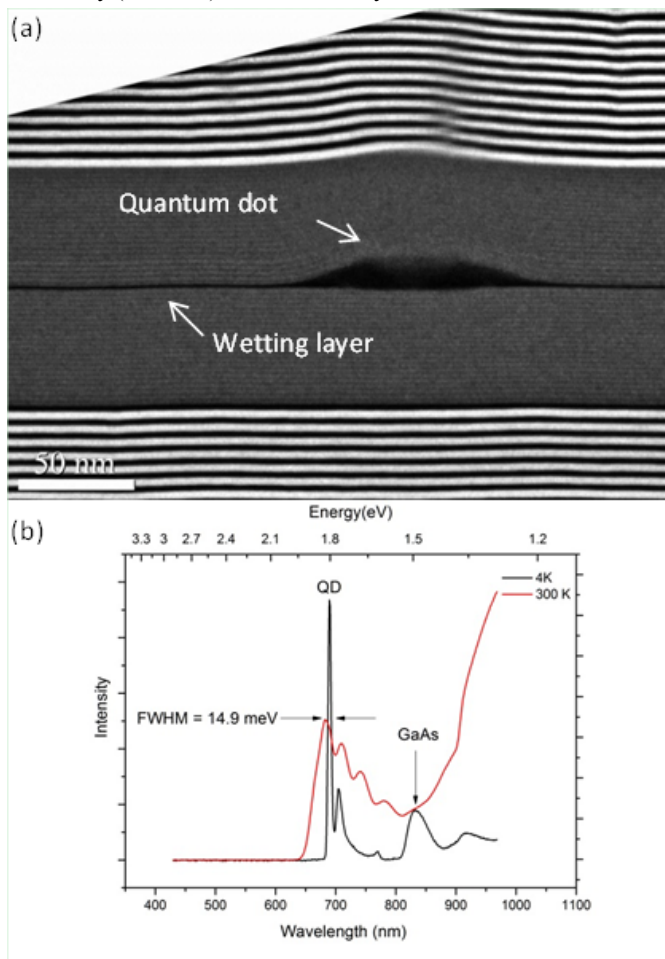 (a)
Quantum dot
Wetting layer
50 nm
(b)
Energy(eV)
3.3 3 2.7 2.4 2.1 1.8 1.5 1.2
QD
4K
300 K
FWHM = 14.9 meV
GaAs
Intensity
400 500 600 700 800 900 1000 1100
Wavelength (nm)